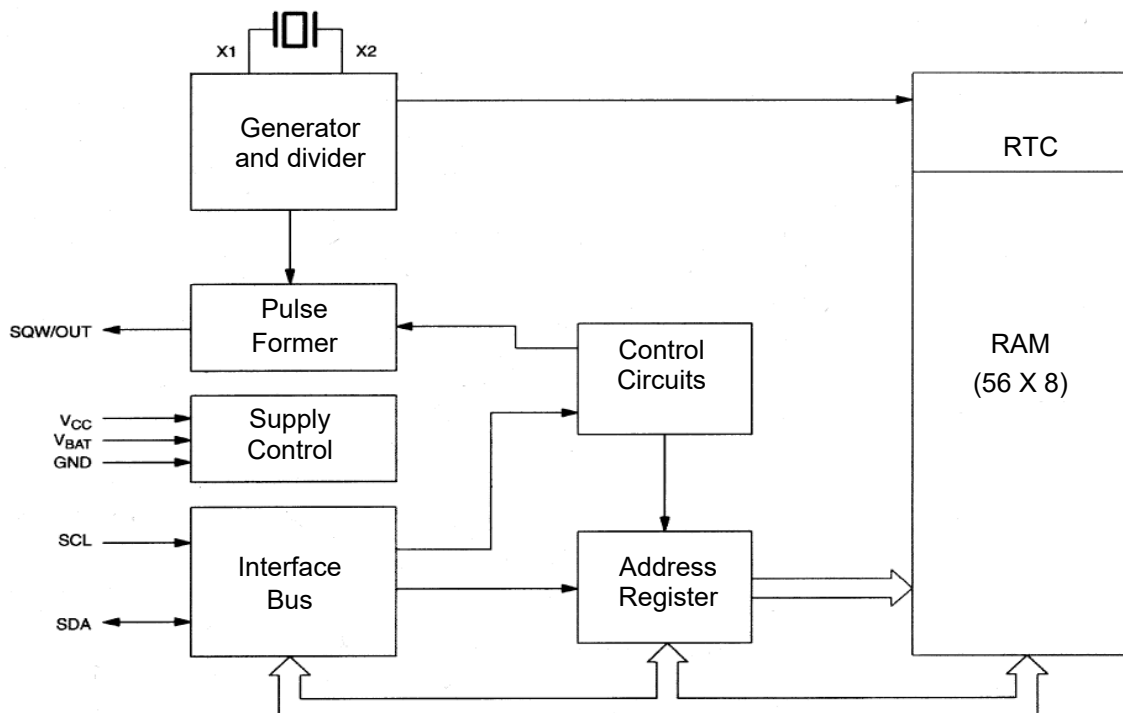 X1
X2
Generator
and divider
RTC
Pulse
Former
SQW/OUT
Control
Circuits
RAM
(56 X 8)
Supply
Control
VCC
VBAT
GND
SCL
Interface
Bus
SDA
Address
Register